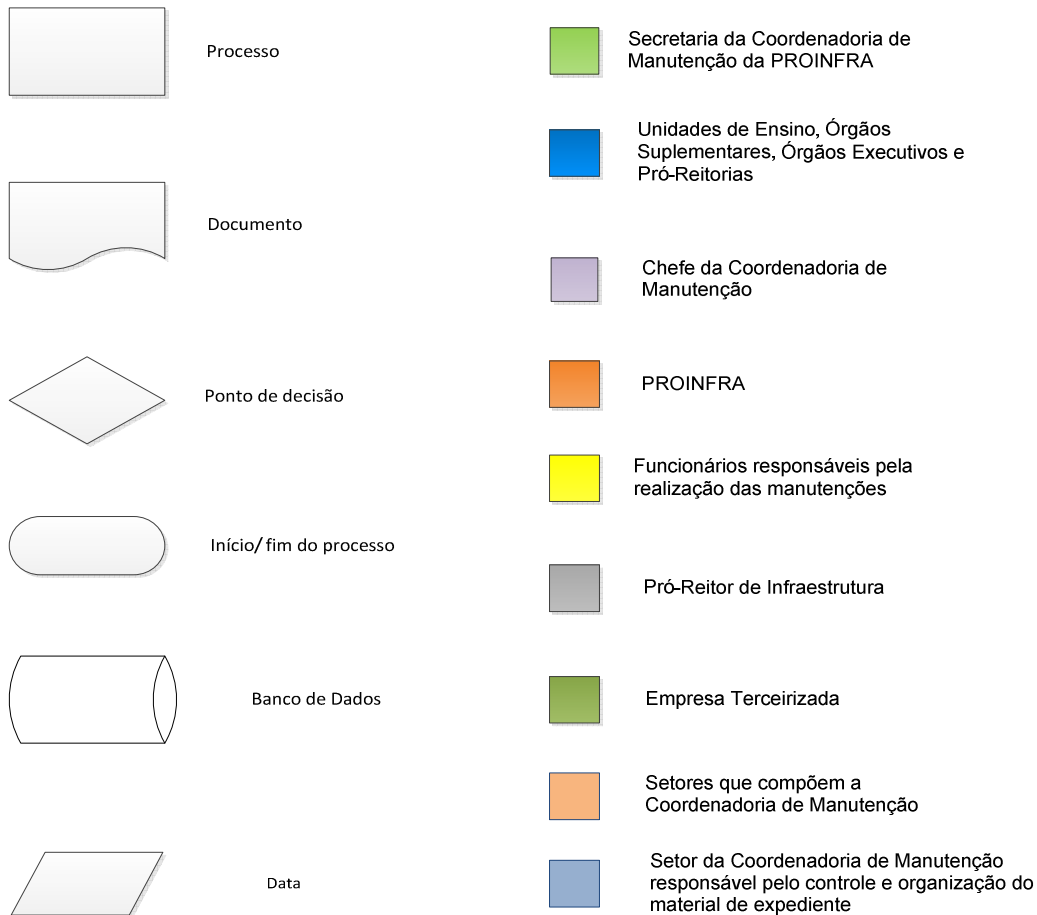 Processo
Documento
Ponto de decisão
Início/ fim do processo
Banco de Dados
Data
Secretaria da Coordenadoria de
Manutenção da PROINFRA
Unidades de Ensino, Órgãos
Suplementares, Órgãos Executivos e
Pró-Reitorias
Chefe da Coordenadoria de
Manutenção
PROINFRA
Funcionários responsáveis pela
realização das manutenções
Pró-Reitor de Infraestrutura
Empresa Terceirizada
Setores que compõem a
Coordenadoria de Manutenção
Setor da Coordenadoria de Manutenção
responsável pelo controle e organização do
material de expediente